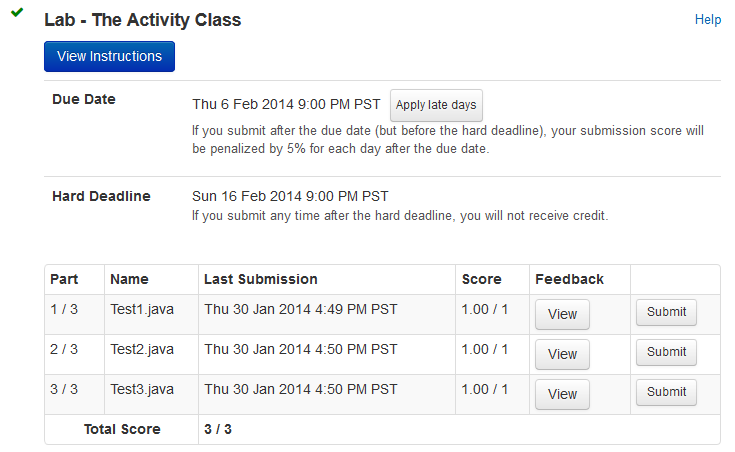 Lab - The Activity Class
Help
View Instructions
Due Date
Thu 6 Feb 2014 9:00 PM PST
Apply late days
If you submit after the due date (but before the hard deadline), your submission score will
be penalized by 5% for each day after the due date.
Hard Deadline
Sun 16 Feb 2014 9:00 PM PST
If you submit any time after the hard deadline, you will not receive credit.
Part Name Last Submission Score Feedback
1 / 3 Test1.java Thu 30 Jan 2014 4:49 PM PST 1.00 / 1 View Submit
2 / 3 Test2.java Thu 30 Jan 2014 4:50 PM PST 1.00 / 1 View Submit
3 / 3 Test3.java Thu 30 Jan 2014 4:50 PM PST 1.00 / 1 View Submit
Total Score 3 / 3